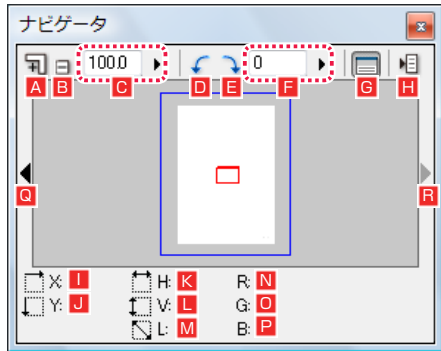 ナビゲータ
100.0 0
A B C D E F G H
Q R
X: I H: K R: N
Y: J V: L G: O
L: M B: P